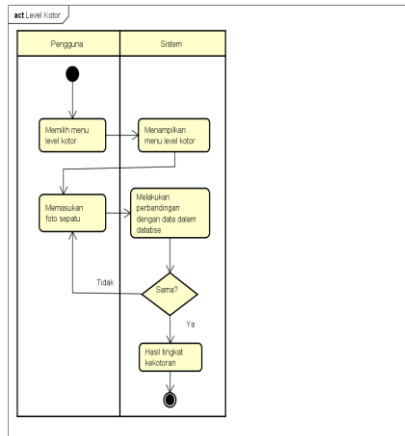 act Level Kotor
Pengguna
Sistem
Memilih menu
level kotor
Menampilkan
menu level kotor
Memasukan
foto sepatu
Melakukan
perbandingan
dengan data dalam
databse
Tidak
Sama?
Ya
Hasil tingkat
kekotoran